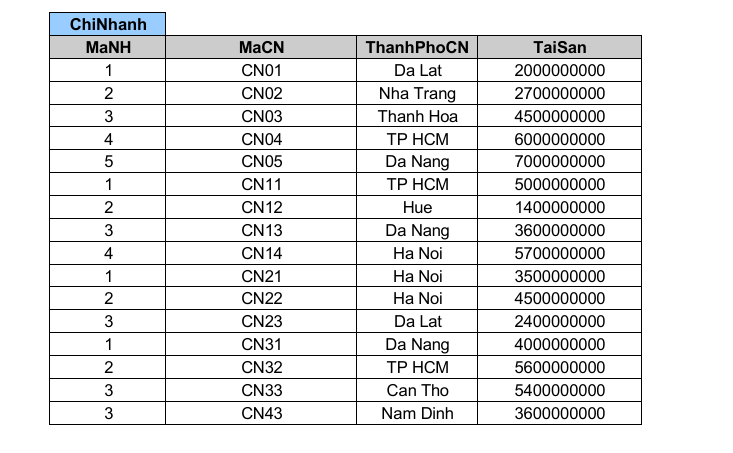 ChiNhanh
MaNH MaCN ThanhPhoCN TaiSan
1 CN01 Da Lat 2000000000
2 CN02 Nha Trang 2700000000
3 CN03 Thanh Hoa 4500000000
4 CN04 TP HCM 6000000000
5 CN05 Da Nang 7000000000
1 CN11 TP HCM 5000000000
2 CN12 Hue 1400000000
3 CN13 Da Nang 3600000000
4 CN14 Ha Noi 5700000000
1 CN21 Ha Noi 3500000000
2 CN22 Ha Noi 4500000000
3 CN23 Da Lat 2400000000
1 CN31 Da Nang 4000000000
2 CN32 TP HCM 5600000000
3 CN33 Can Tho 5400000000
3 CN43 Nam Dinh 3600000000